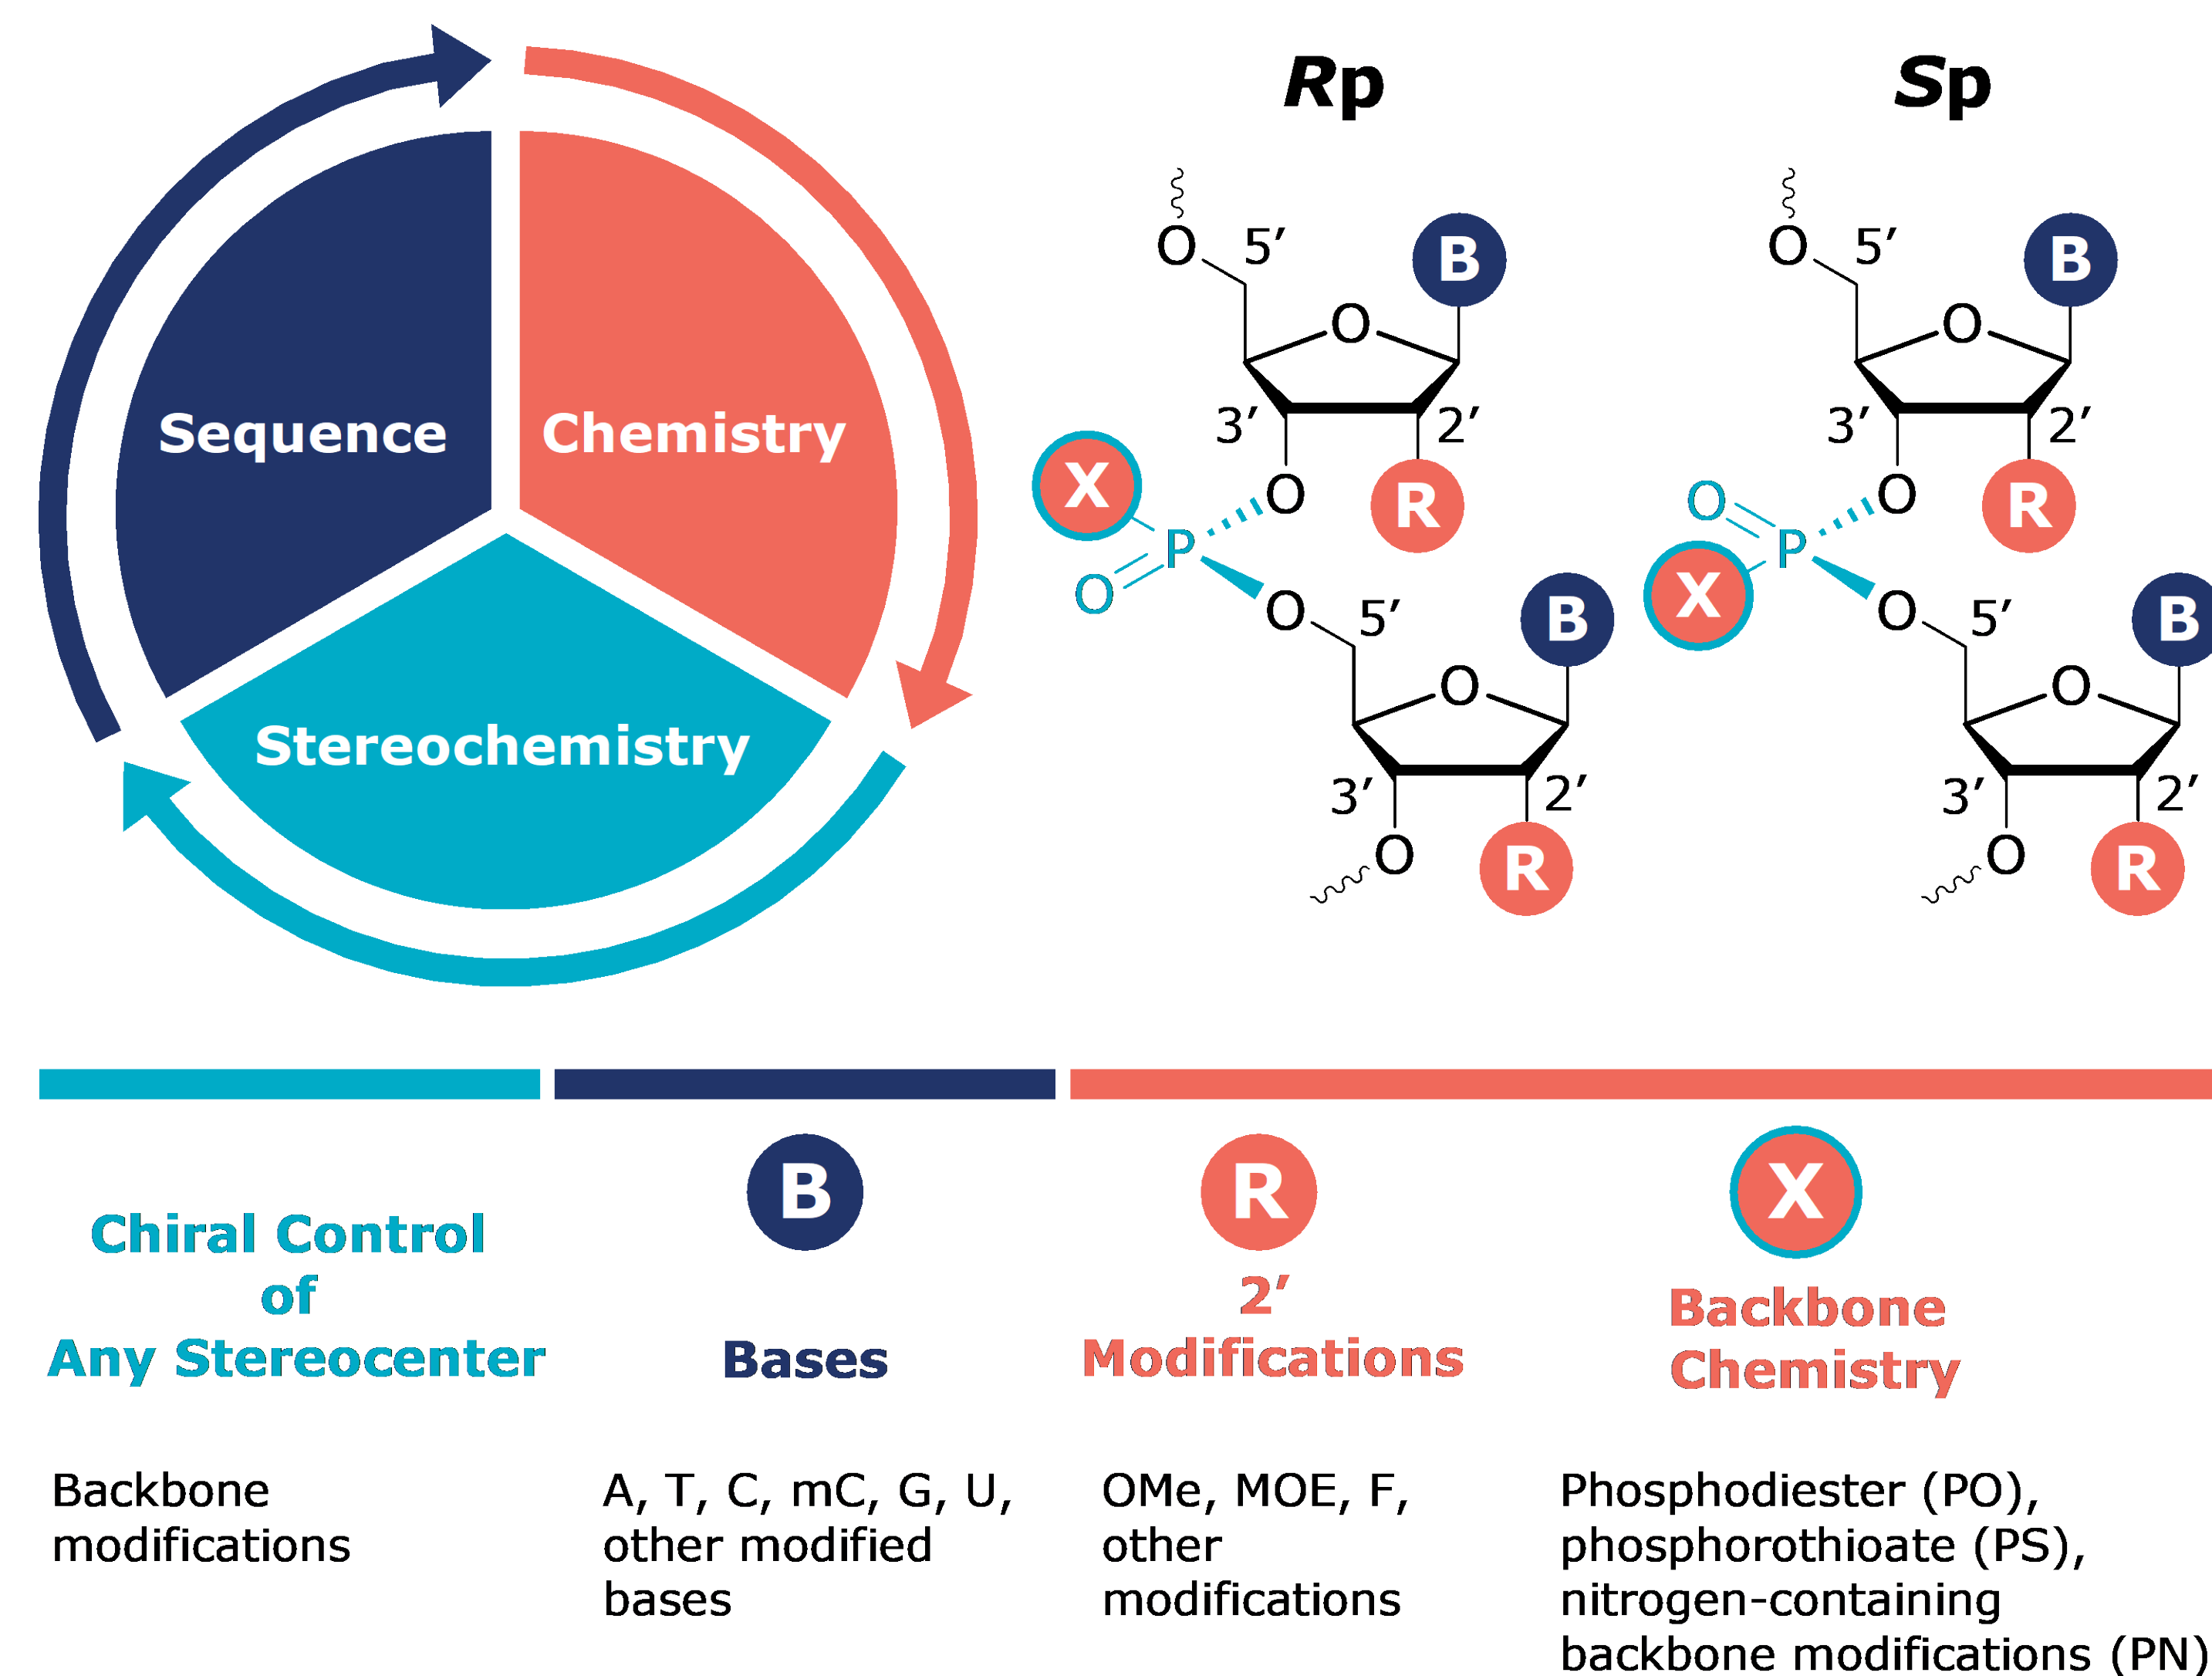 Sequence
Chemistry
Stereochemistry
Rp
O
5′
B
O
3′
2′
X
O
R
P
O
O
5′
B
O
3′
2′
O
R
Sp
O
5′
B
O
3′
2′
O
O
R
P
X
O
5′
B
O
3′
2′
O
R
Chiral Control
of
Any Stereocenter
Backbone
modifications
B
Bases
A, T, C, mC, G, U,
other modified
bases
R
2′
Modifications
OMe, MOE, F,
other
modifications
X
Backbone
Chemistry
Phosphodiester (PO),
phosphorothioate (PS),
nitrogen-containing
backbone modifications (PN)